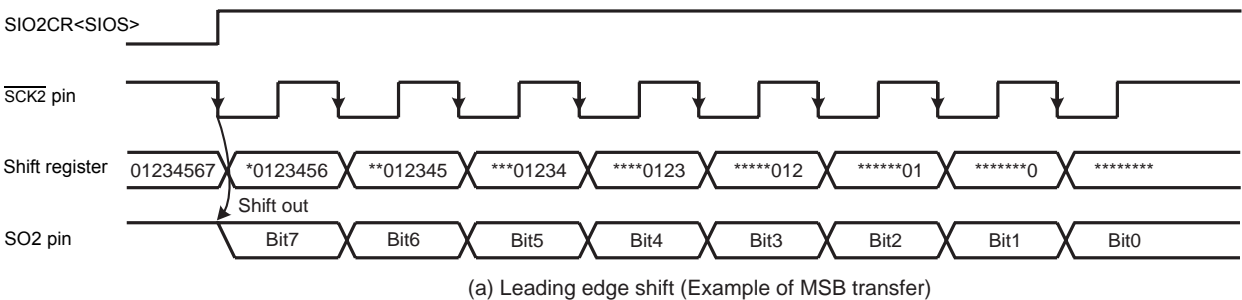 SIO2CR<SIOS>
SCK2 pin
Shift register 01234567 *0123456 **012345 ***01234 ****0123 *****012 ******01 *******0 ********
Shift out
SO2 pin Bit7 Bit6 Bit5 Bit4 Bit3 Bit2 Bit1 Bit0
(a) Leading edge shift (Example of MSB transfer)